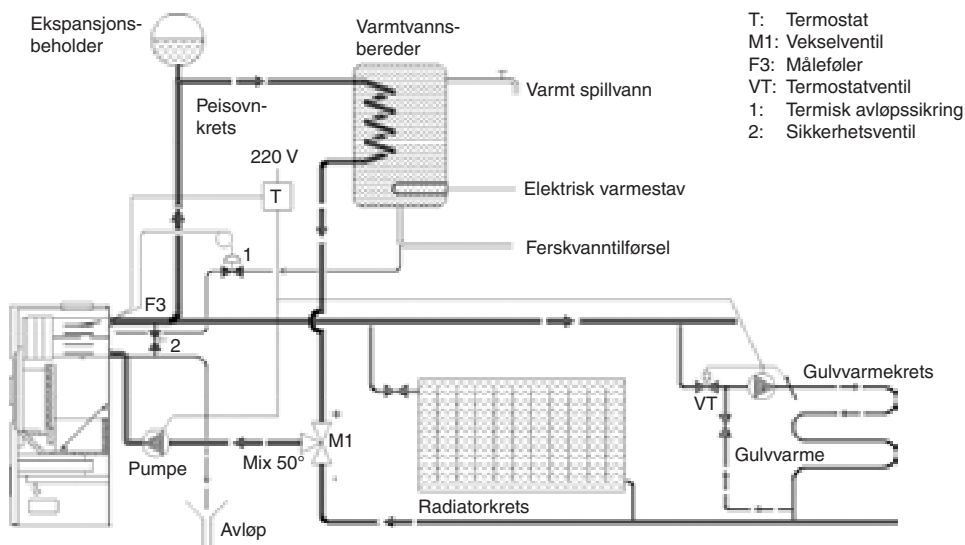 Ekspansjons-
beholder
Varmtvanns-
bereder
T: Termostat
M1: Vekselventil
F3: Måleføler
VT: Termostatventil
1: Termisk avløpssikring
2: Sikkerhetsventil
Varmt spillvann
Peisovn-
krets
220 V
T
Elektrisk varmestav
Ferskvanntilførsel
1
F3
2
Gulvvarmekrets
VT
+
M1
Mix 50°
-
Pumpe
Gulvvarme
Radiatorkrets
Avløp